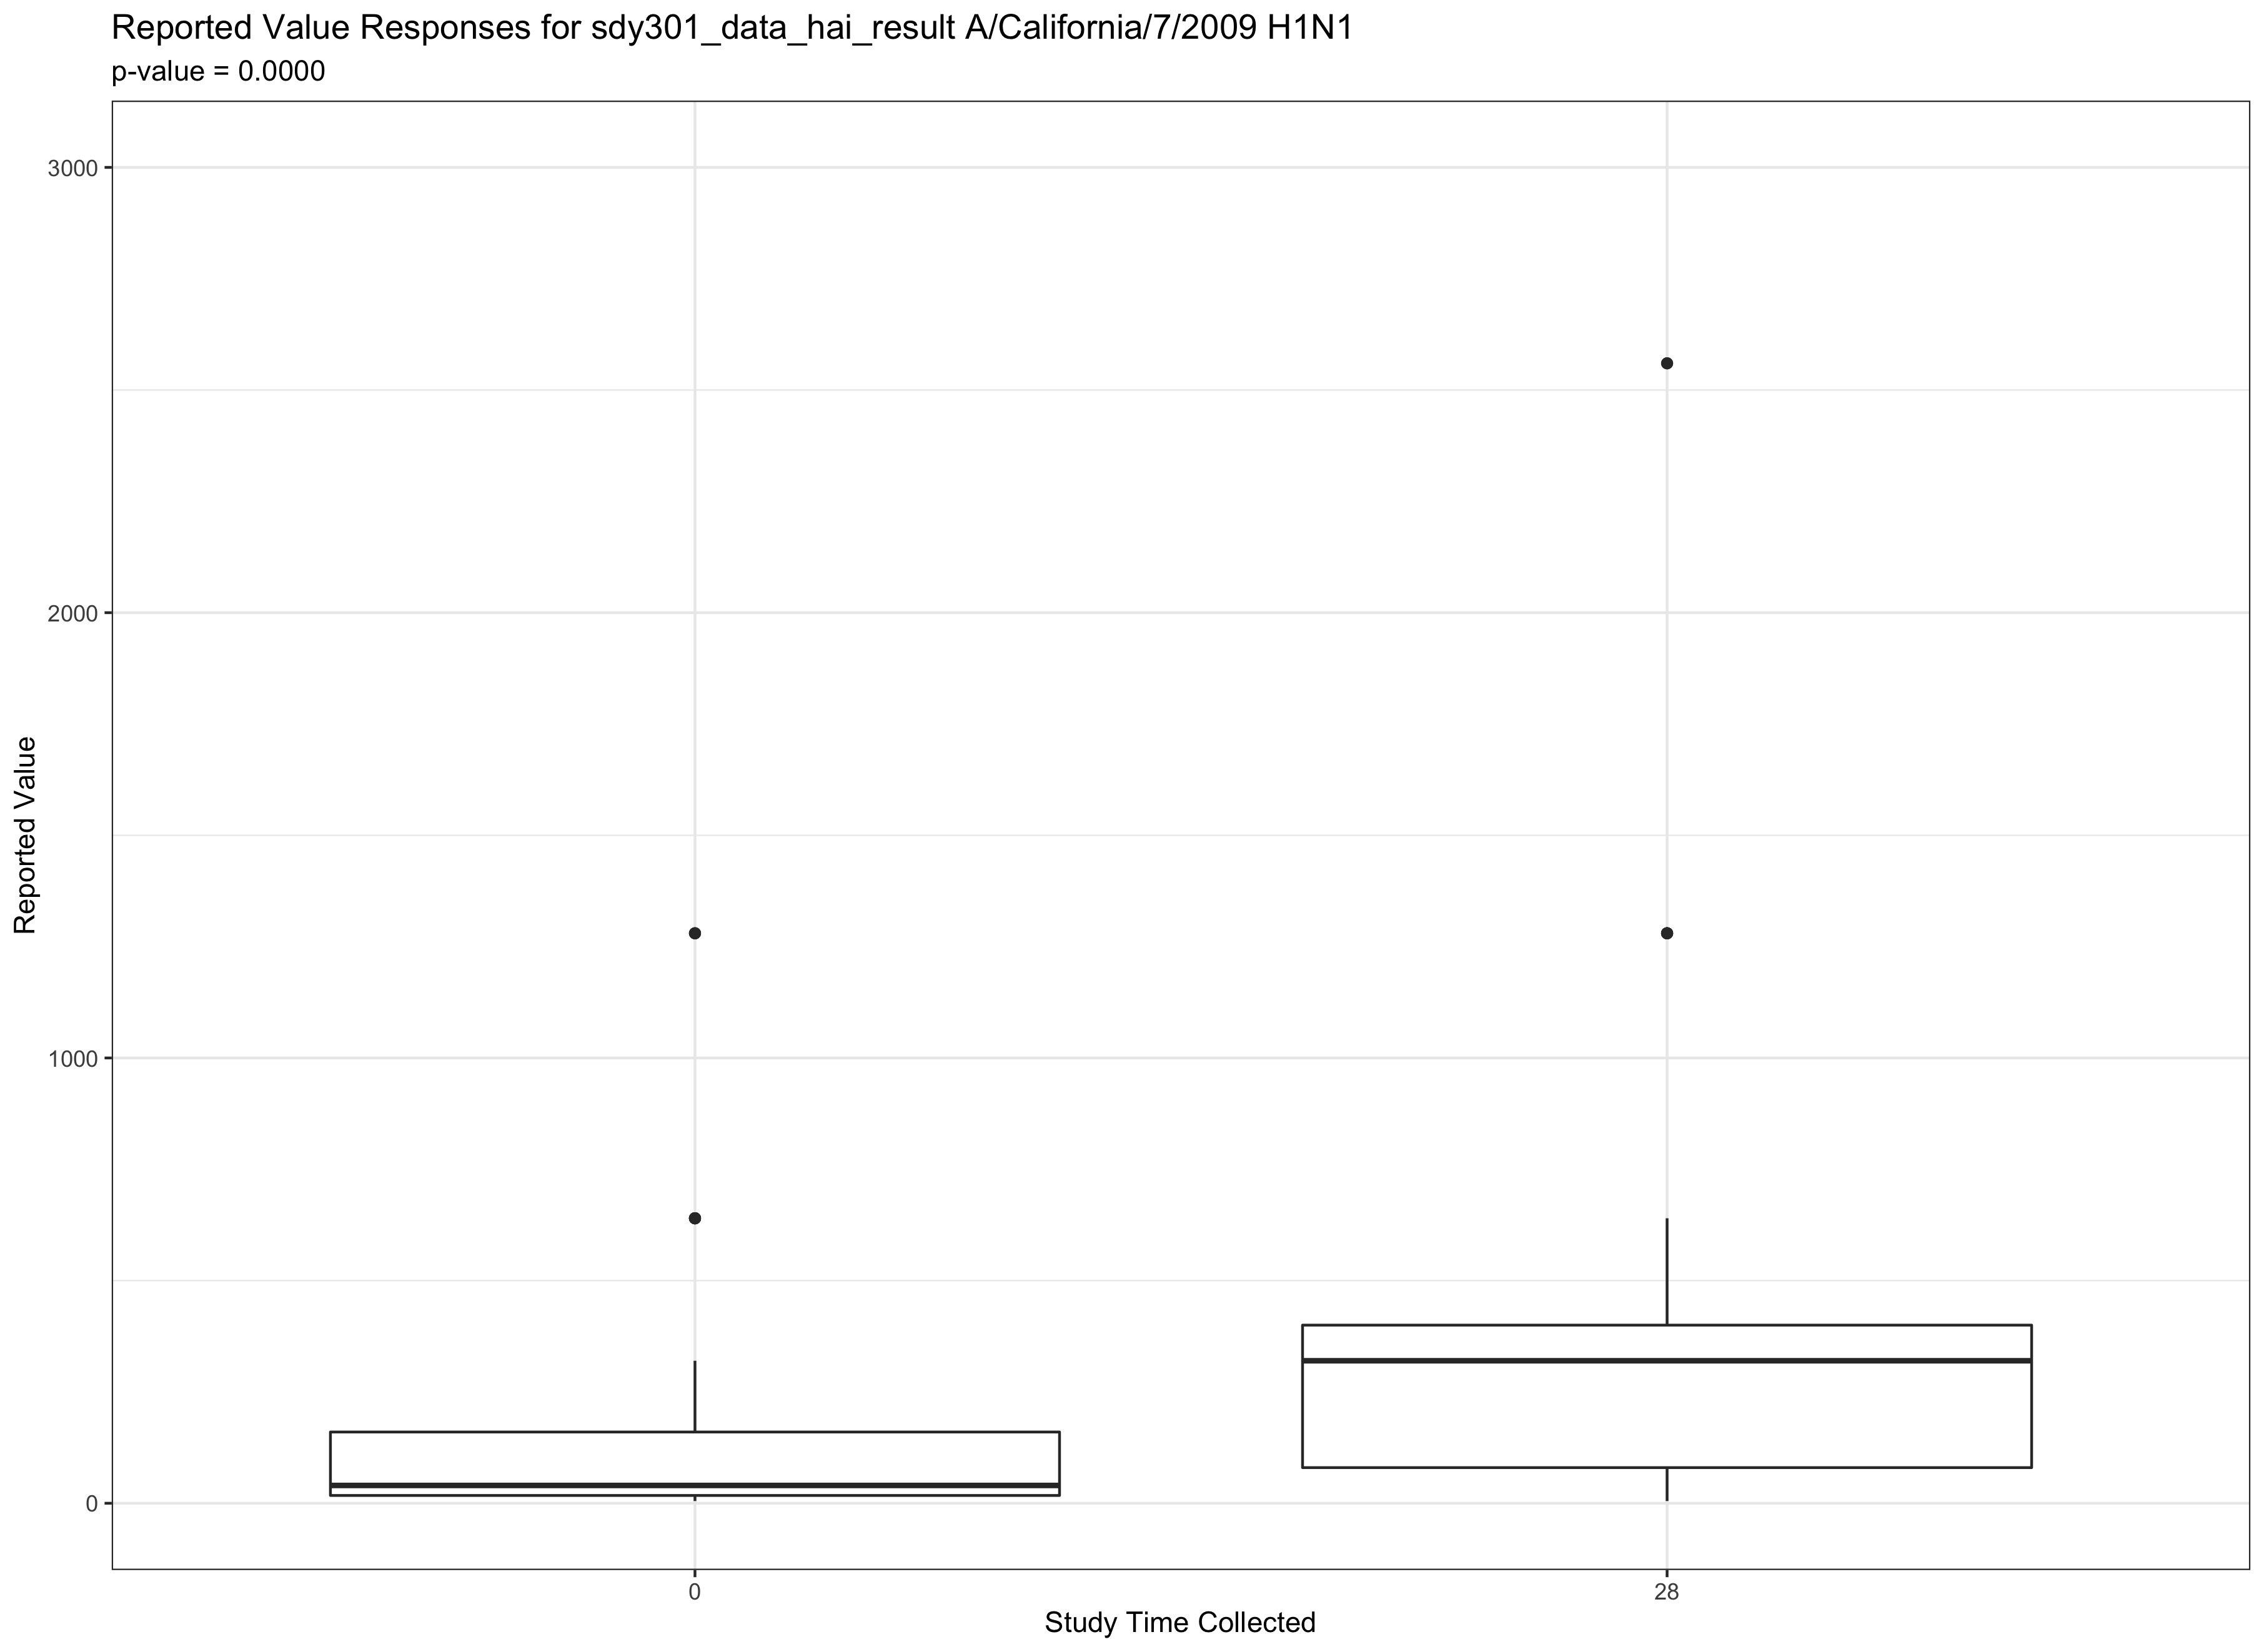 Reported Value Responses for sdy301_data_hai_result A/California/7/2009 H1N1
p-value = 0.0000
3000
2000
1000
0
Reported Value
0
28
Study Time Collected